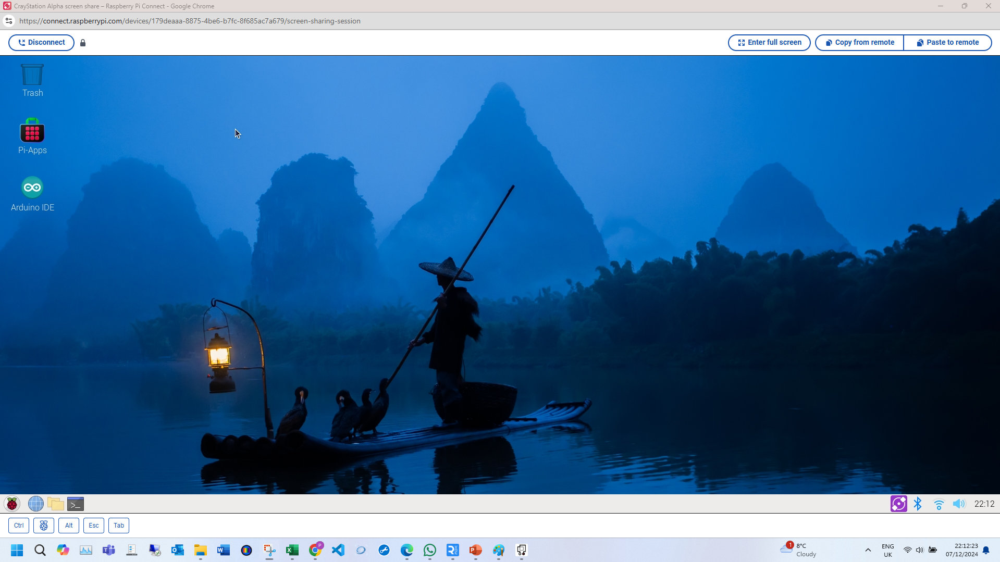 CrayStation Alpha screen share – Raspberry Pi Connect - Google Chrome
https://connect.raspberrypi.com/devices/179deaaa-8875-4be6-b7fc-8f685ac7a679/screen-sharing-session
Disconnect
Enter full screen
Copy from remote
Paste to remote
Trash
Pi-Apps
Arduino IDE
22:12
Ctrl
Alt
Esc
Tab
1
8°C
Cloudy
P
ENG
UK
22:12:23
07/12/2024